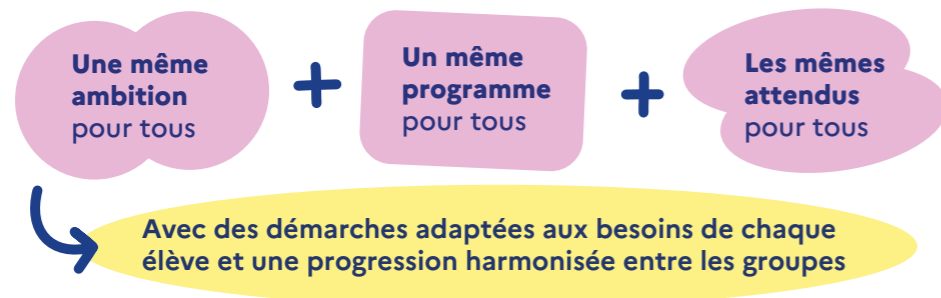 Une même
ambition
pour tous
+
Un même
programme
pour tous
+
Les mêmes
attendus
pour tous
Avec des démarches adaptées aux besoins de chaque
élève et une progression harmonisée entre les groupes